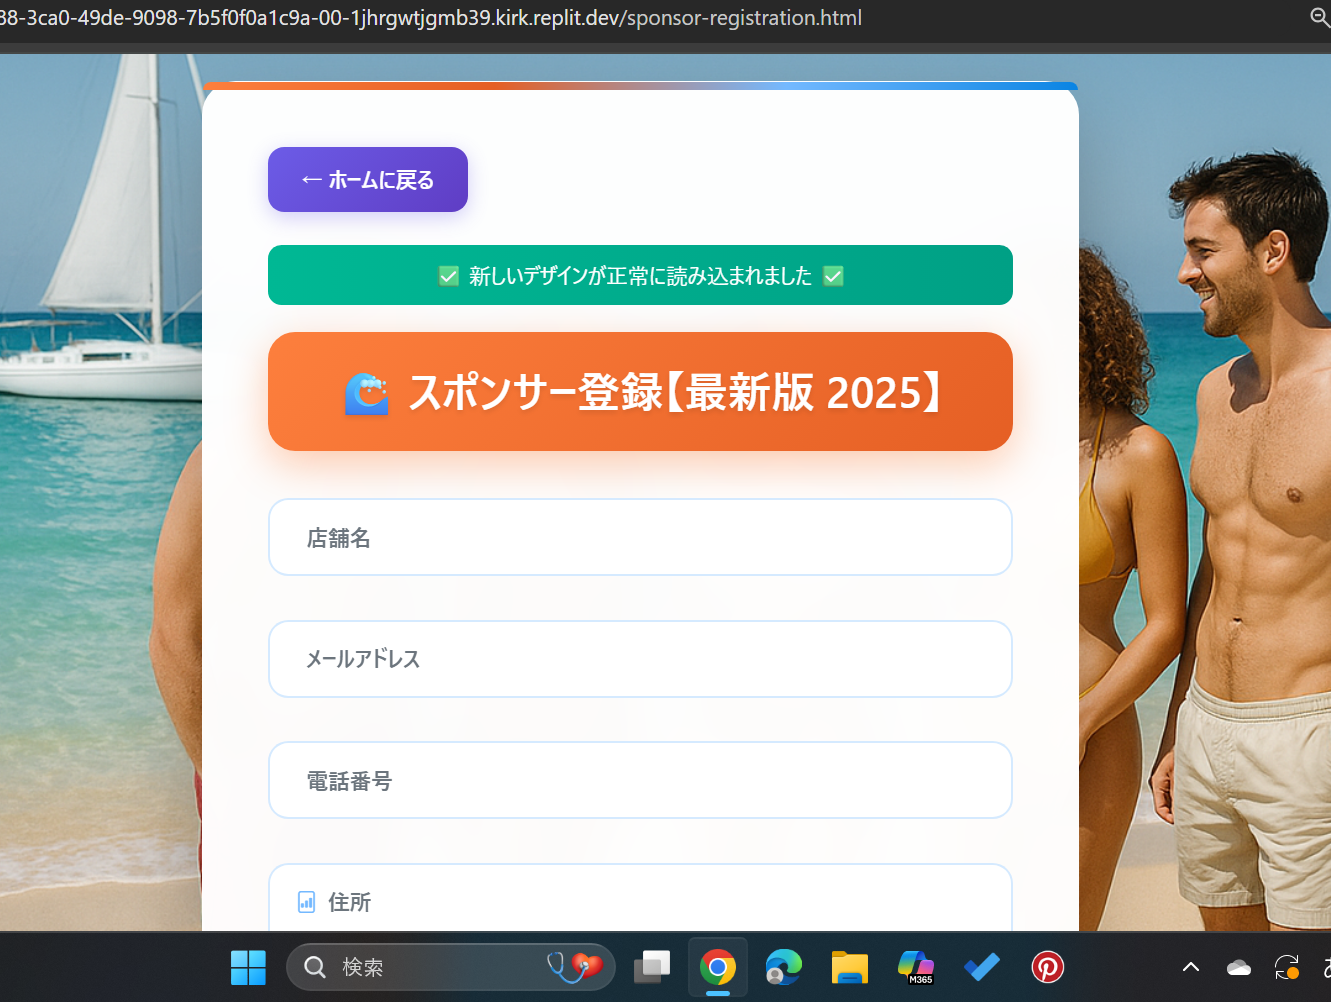 38-3ca0-49de-9098-7b5f0f0a1c9a-00-1jhrgwtjgmb39.kirk.replit.dev/sponsor-registration.html
← ホームに戻る
✅ 新しいデザインが正常に読み込まれました ✅
🌊 スポンサー登録【最新版 2025】
店舗名
メールアドレス
電話番号
住所
検索
M365
あ